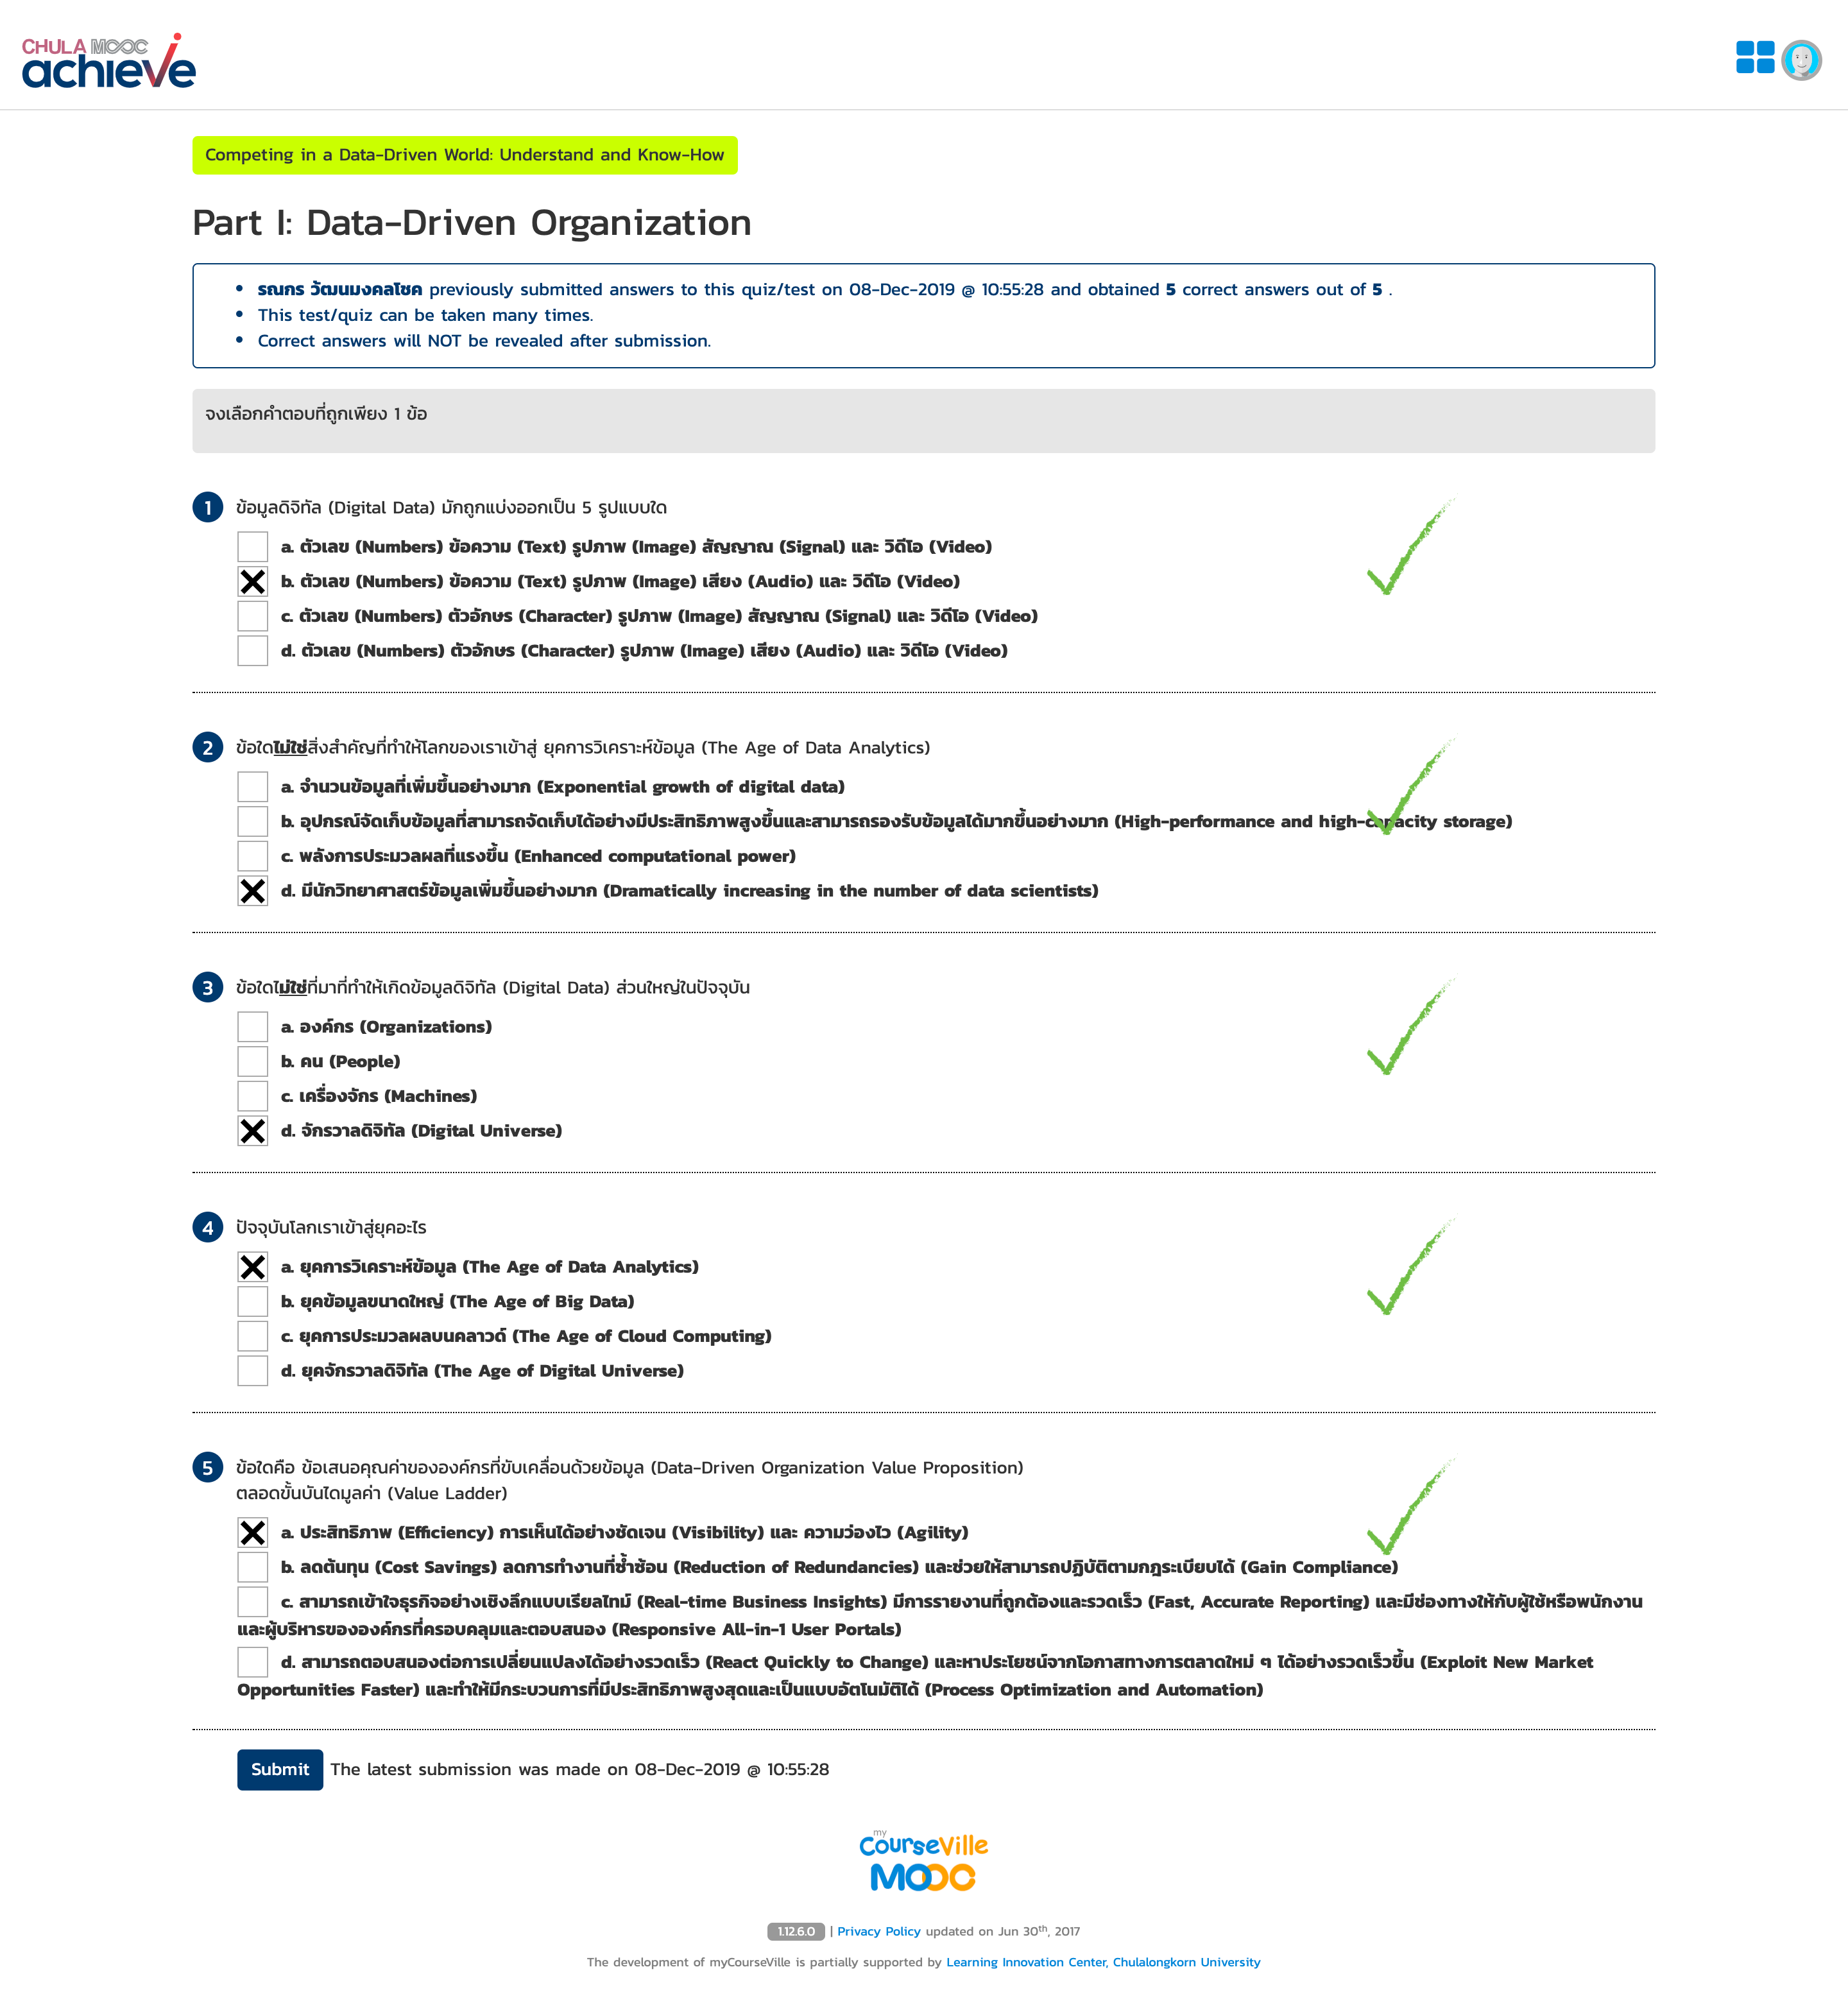 CHULA MOOC
achieve
Competing in a Data-Driven World: Understand and Know-How
Part I: Data-Driven Organization
• รณกร วัฒนมงคลโชค previously submitted answers to this quiz/test on 08-Dec-2019 @ 10:55:28 and obtained 5 correct answers out of 5 .
• This test/quiz can be taken many times.
• Correct answers will NOT be revealed after submission.
จงเลือกคำตอบที่ถูกเพียง 1 ข้อ
1 ข้อมูลดิจิทัล (Digital Data) มักถูกแบ่งออกเป็น 5 รูปแบบใด
a. ตัวเลข (Numbers) ข้อความ (Text) รูปภาพ (Image) สัญญาณ (Signal) และ วิดีโอ (Video)
b. ตัวเลข (Numbers) ข้อความ (Text) รูปภาพ (Image) เสียง (Audio) และ วิดีโอ (Video)
c. ตัวเลข (Numbers) ตัวอักษร (Character) รูปภาพ (Image) สัญญาณ (Signal) และ วิดีโอ (Video)
d. ตัวเลข (Numbers) ตัวอักษร (Character) รูปภาพ (Image) เสียง (Audio) และ วิดีโอ (Video)
2 ข้อใดไม่ใช่สิ่งสำคัญที่ทำให้โลกของเราเข้าสู่ ยุคการวิเคราะห์ข้อมูล (The Age of Data Analytics)
a. จำนวนข้อมูลที่เพิ่มขึ้นอย่างมาก (Exponential growth of digital data)
b. อุปกรณ์จัดเก็บข้อมูลที่สามารถจัดเก็บได้อย่างมีประสิทธิภาพสูงขึ้นและสามารถรองรับข้อมูลได้มากขึ้นอย่างมาก (High-performance and high-capacity storage)
c. พลังการประมวลผลที่แรงขึ้น (Enhanced computational power)
d. มีนักวิทยาศาสตร์ข้อมูลเพิ่มขึ้นอย่างมาก (Dramatically increasing in the number of data scientists)
3 ข้อใดไม่ใช่ที่มาที่ทำให้เกิดข้อมูลดิจิทัล (Digital Data) ส่วนใหญ่ในปัจจุบัน
a. องค์กร (Organizations)
b. คน (People)
c. เครื่องจักร (Machines)
d. จักรวาลดิจิทัล (Digital Universe)
4 ปัจจุบันโลกเราเข้าสู่ยุคอะไร
a. ยุคการวิเคราะห์ข้อมูล (The Age of Data Analytics)
b. ยุคข้อมูลขนาดใหญ่ (The Age of Big Data)
c. ยุคการประมวลผลบนคลาวด์ (The Age of Cloud Computing)
d. ยุคจักรวาลดิจิทัล (The Age of Digital Universe)
5 ข้อใดคือ ข้อเสนอคุณค่าขององค์กรที่ขับเคลื่อนด้วยข้อมูล (Data-Driven Organization Value Proposition)
ตลอดขั้นบันไดมูลค่า (Value Ladder)
a. ประสิทธิภาพ (Efficiency) การเห็นได้อย่างชัดเจน (Visibility) และ ความว่องไว (Agility)
b. ลดต้นทุน (Cost Savings) ลดการทำงานที่ซ้ำซ้อน (Reduction of Redundancies) และช่วยให้สามารถปฏิบัติตามกฎระเบียบได้ (Gain Compliance)
c. สามารถเข้าใจธุรกิจอย่างเชิงลึกแบบเรียลไทม์ (Real-time Business Insights) มีการรายงานที่ถูกต้องและรวดเร็ว (Fast, Accurate Reporting) และมีช่องทางให้กับผู้ใช้หรือพนักงาน
และผู้บริหารขององค์กรที่ครอบคลุมและตอบสนอง (Responsive All-in-1 User Portals)
d. สามารถตอบสนองต่อการเปลี่ยนแปลงได้อย่างรวดเร็ว (React Quickly to Change) และหาประโยชน์จากโอกาสทางการตลาดใหม่ ๆ ได้อย่างรวดเร็วขึ้น (Exploit New Market
Opportunities Faster) และทำให้มีกระบวนการที่มีประสิทธิภาพสูงสุดและเป็นแบบอัตโนมัติได้ (Process Optimization and Automation)
Submit The latest submission was made on 08-Dec-2019 @ 10:55:28
my
CourseVille
MOOC
1.12.6.0 | Privacy Policy updated on Jun 30th, 2017
The development of myCourseVille is partially supported by Learning Innovation Center, Chulalongkorn University